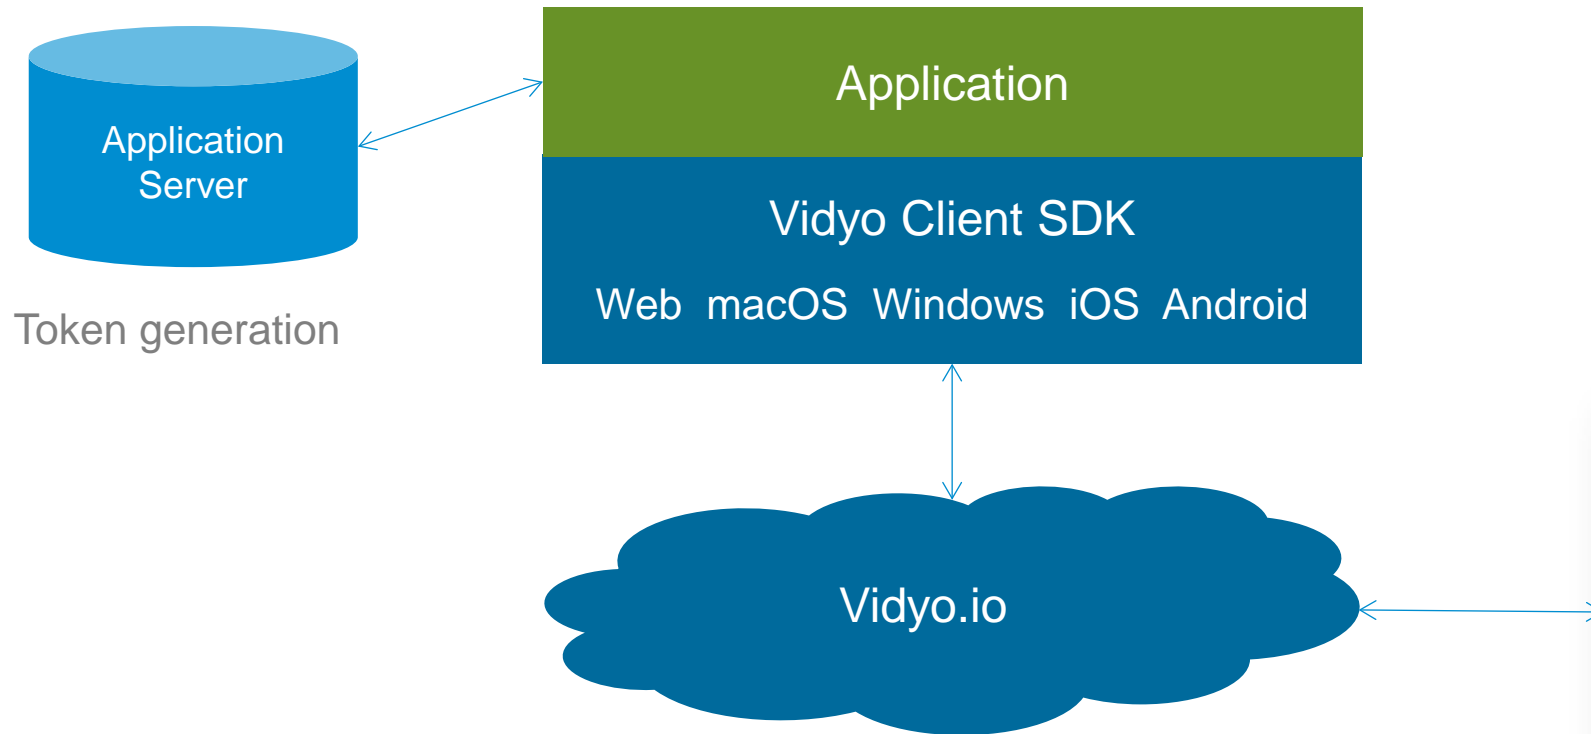 Application
Server
Token generation
Application
Vidyo Client SDK
Web macOS Windows iOS Android
Vidyo.io